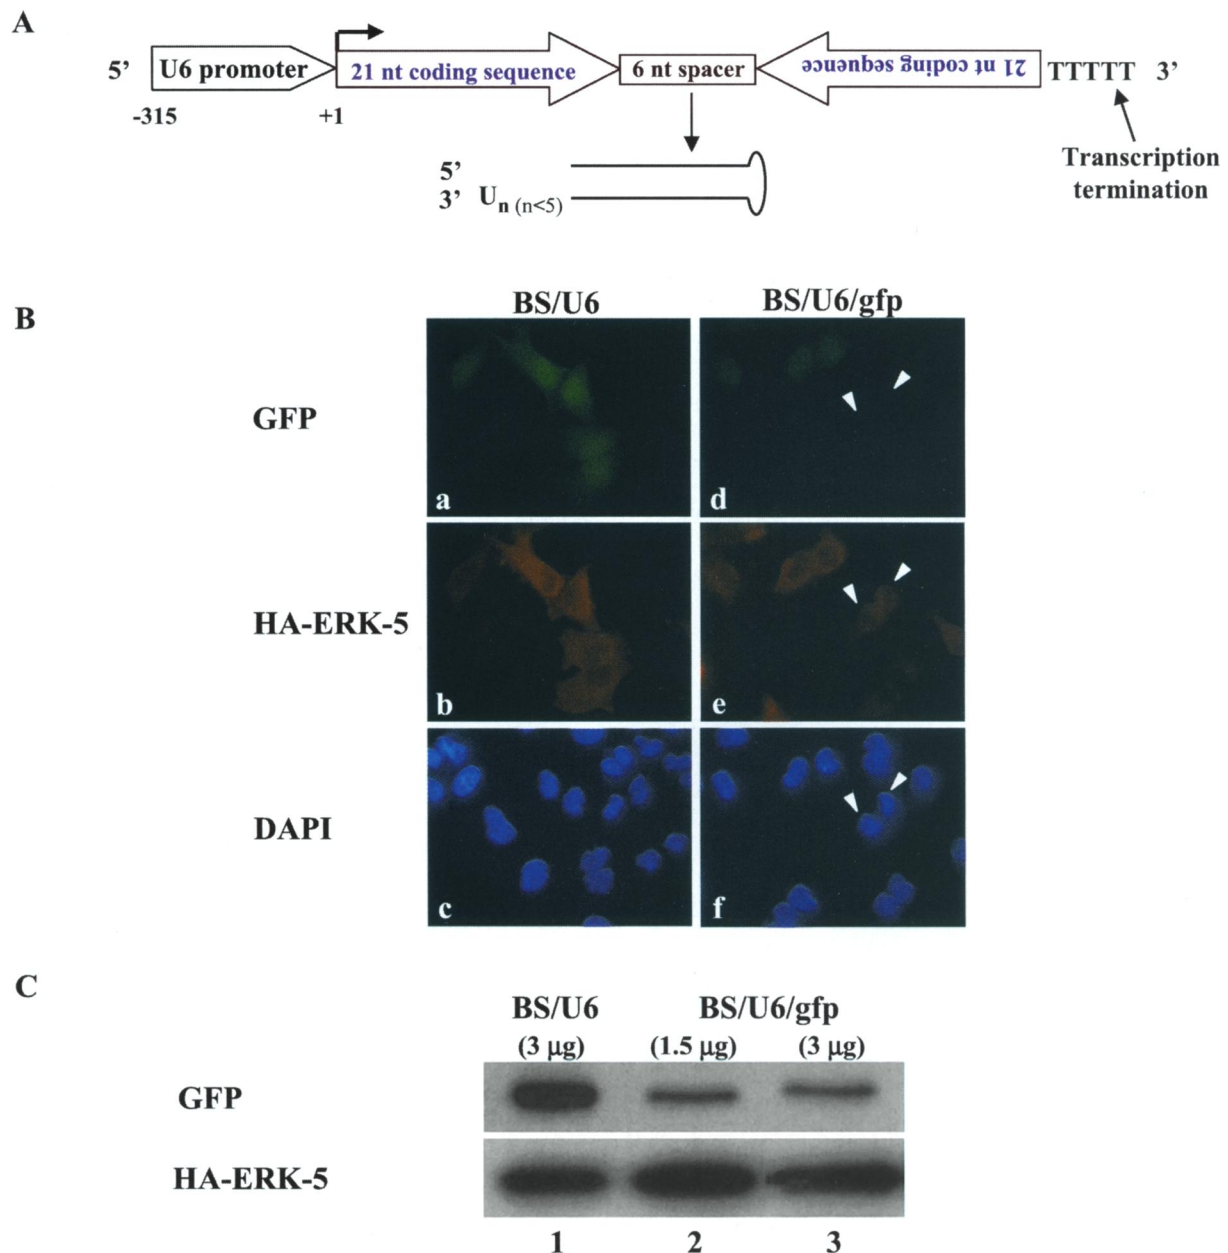 A
5’ U6 promoter 21 nt coding sequence 6 nt spacer 21 nt coding sequence TTTTT 3’
-315 +1
Transcription
termination
5’
3’ Un (n<5)
B
BS/U6 BS/U6/gfp
GFP
a d
HA-ERK-5
b e
DAPI
c f
C
BS/U6 BS/U6/gfp
(3 μg) (1.5 μg) (3 μg)
GFP
HA-ERK-5
1 2 3